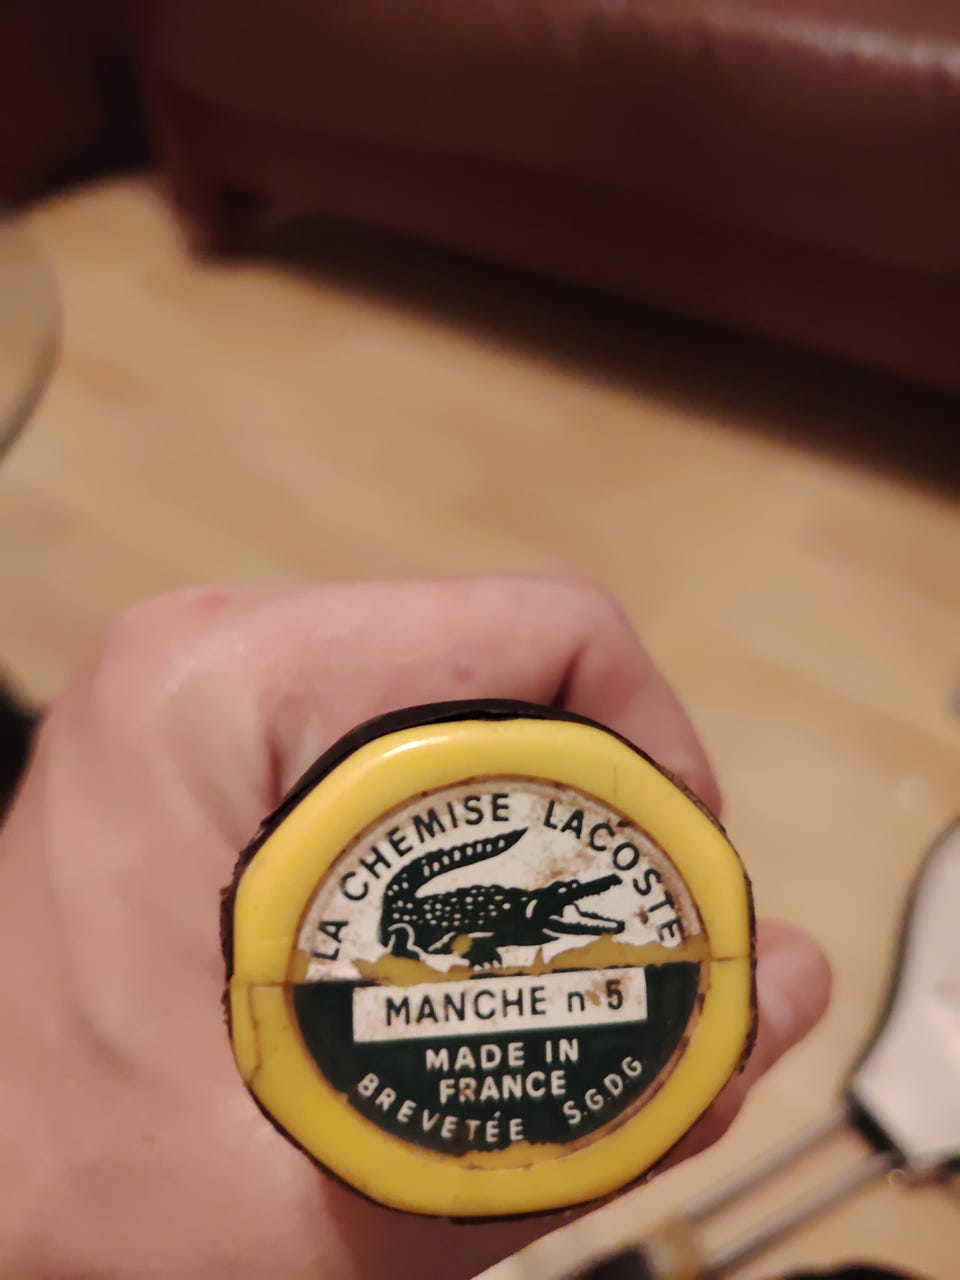 LA CHEMISE LACOSTE
MANCHE n° 5
MADE IN
FRANCE
BREVETÉE S.G.D.G.